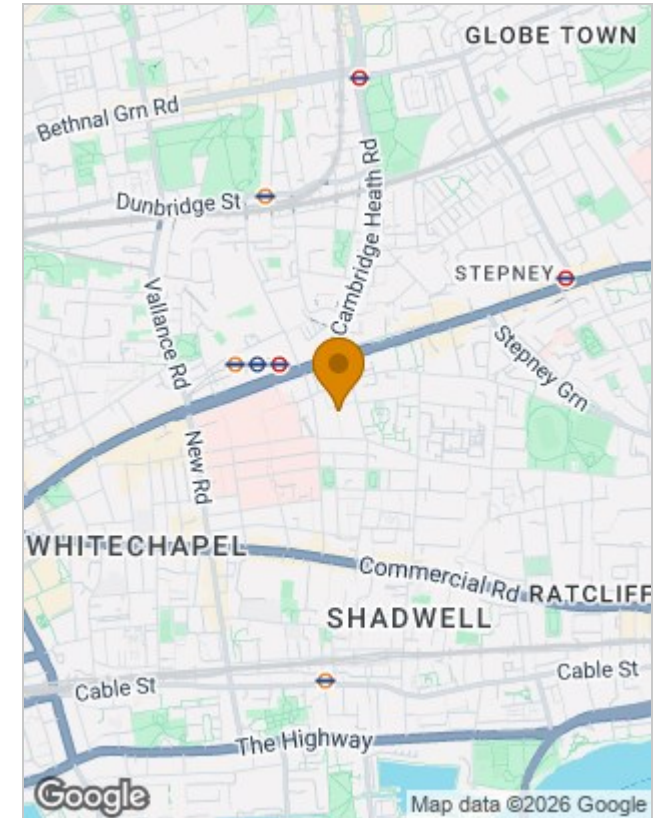 GLOBE TOWN
Bethnal Grn Rd
Cambridge Heath Rd
Dunbridge St
STEPNEY
Vallance Rd
Stepney Grn
New Rd
WHITECHAPEL
Commercial Rd
RATCLIFF
SHADWELL
Cable St
Cable St
The Highway
Google
Map data ©2026 Google